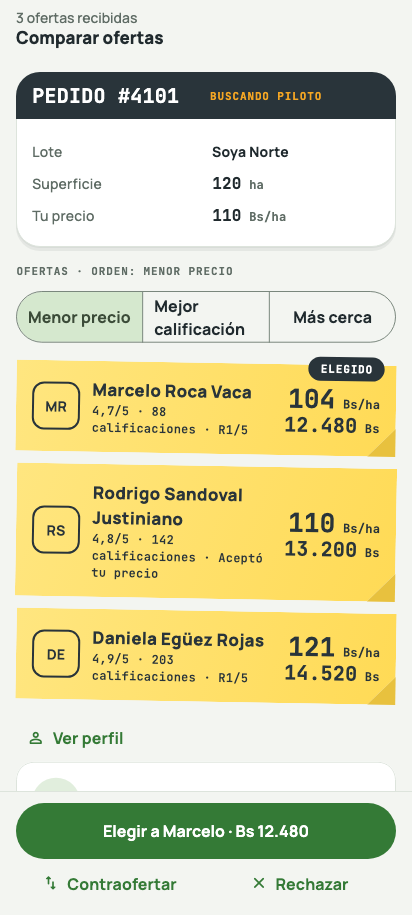 3 ofertas recibidas
Comparar ofertas
PEDIDO #4101 BUSCANDO PILOTO
Lote Soya Norte
Superficie 120 ha
Tu precio 110 Bs/ha
OFERTAS · ORDEN: MENOR PRECIO
Menor precio
Mejor
calificación
Más cerca
ELEGIDO
MR
Marcelo Roca Vaca
4,7/5 · 88
calificaciones · R1/5
104 Bs/ha
12.480 Bs
RS
Rodrigo Sandoval
Justiniano
4,8/5 · 142
calificaciones · Aceptó
tu precio
110 Bs/ha
13.200 Bs
DE
Daniela Egüez Rojas
4,9/5 · 203
calificaciones · R1/5
121 Bs/ha
14.520 Bs
Ver perfil
Elegir a Marcelo · Bs 12.480
Contraofertar
Rechazar